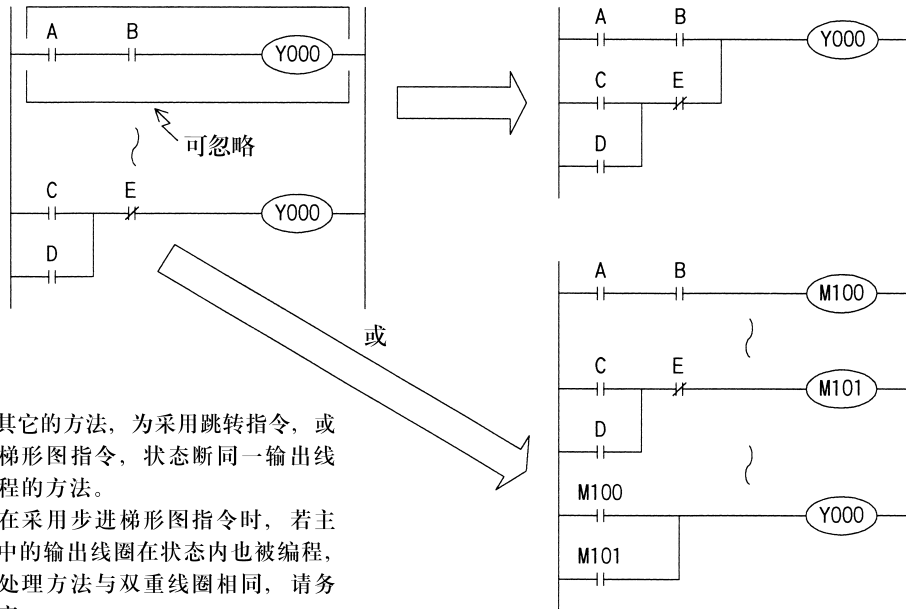 A B Y000
可忽略
C E Y000
D
A B Y000
C E
D
或
A B M100
C E M101
D
M100 Y000
M101
其它的方法，为采用跳转指令，或
梯形图指令，状态断同一输出线
程的方法。
在采用步进梯形图指令时，若主
中的输出线圈在状态内也被编程，
处理方法与双重线圈相同，请务